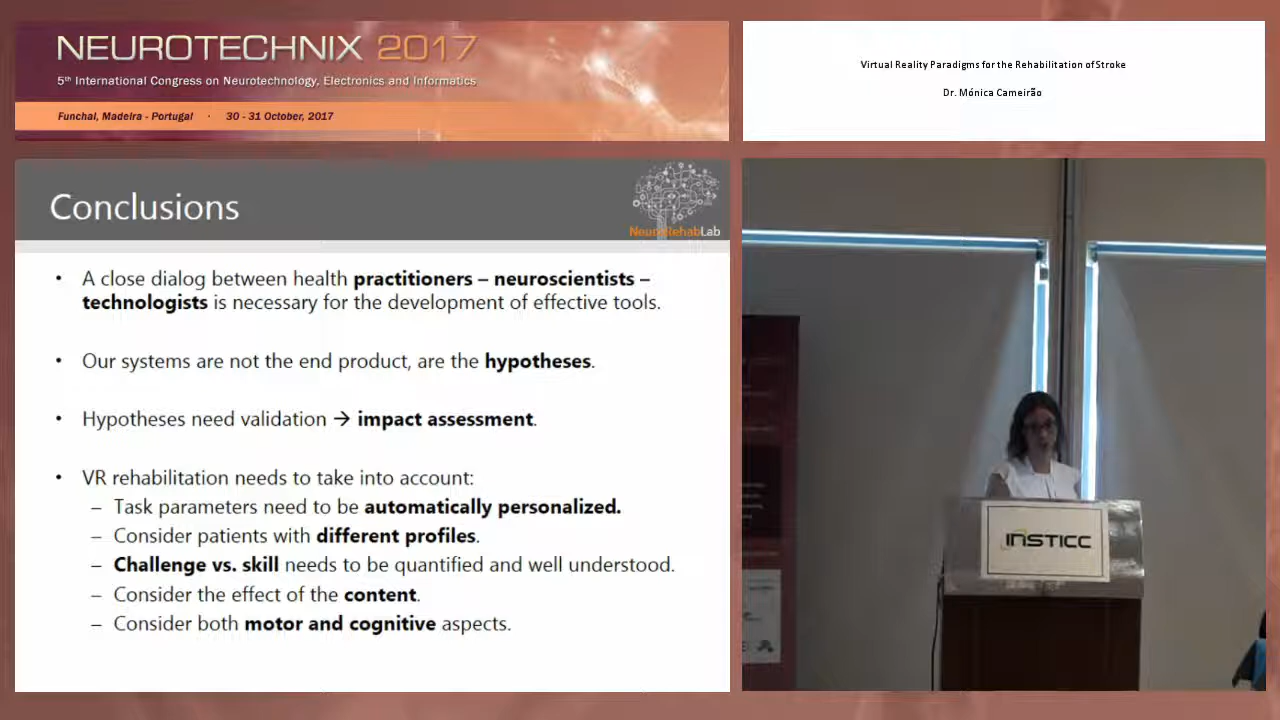 NEUROTECHNIX 2017
5th International Congress on Neurotechnology, Electronics and Informatics
Funchal, Madeira - Portugal · 30 - 31 October, 2017
Virtual Reality Paradigms for the Rehabilitation of Stroke
Dr. Mónica Cameirão
Conclusions
NeuroRehabLab
• A close dialog between health practitioners – neuroscientists –
technologists is necessary for the development of effective tools.
• Our systems are not the end product, are the hypotheses.
• Hypotheses need validation → impact assessment.
• VR rehabilitation needs to take into account:
– Task parameters need to be automatically personalized.
– Consider patients with different profiles.
– Challenge vs. skill needs to be quantified and well understood.
– Consider the effect of the content.
– Consider both motor and cognitive aspects.
INSTICC